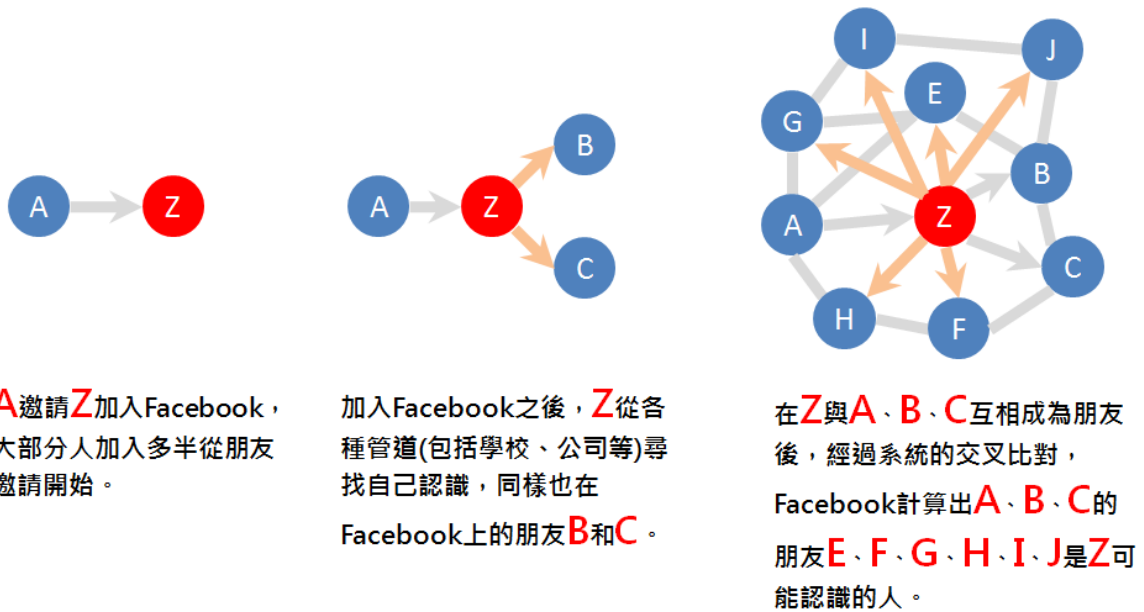 A
Z
A
Z
B
C
I
J
E
G
B
Z
A
C
H
F
A邀請Z加入Facebook，
大部分人加入多半從朋友
邀請開始。
加入Facebook之後，Z從各
種管道(包括學校、公司等)尋
找自己認識，同樣也在
Facebook上的朋友B和C。
在Z與A、B、C互相成為朋友
後，經過系統的交叉比對，
Facebook計算出A、B、C的
朋友E、F、G、H、I、J是Z可
能認識的人。